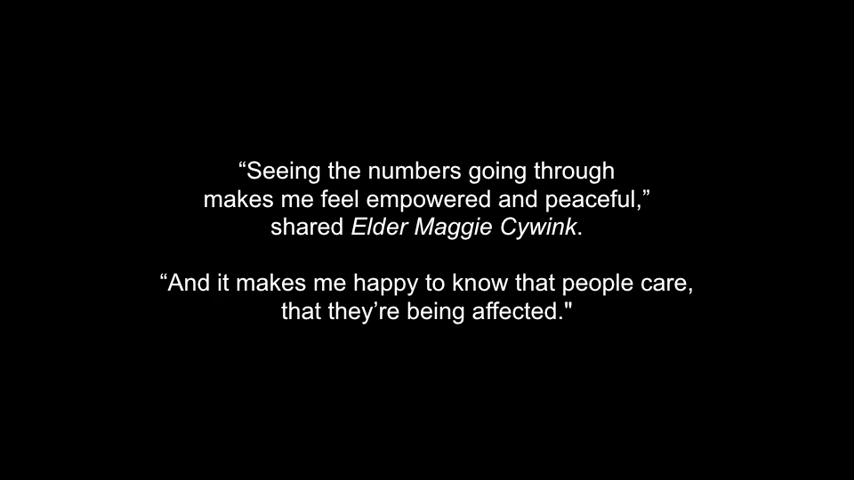 “Seeing the numbers going through
makes me feel empowered and peaceful,”
shared Elder Maggie Cywink.
“And it makes me happy to know that people care,
that they’re being affected."